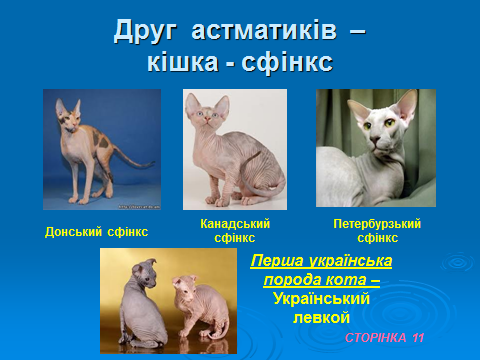 Друг астматиків –
кішка - сфінкс
Донський сфінкс
Канадський
сфінкс
Петербурзький
сфінкс
Перша українська
порода кота –
Український
левкой
СТОРІНКА 11